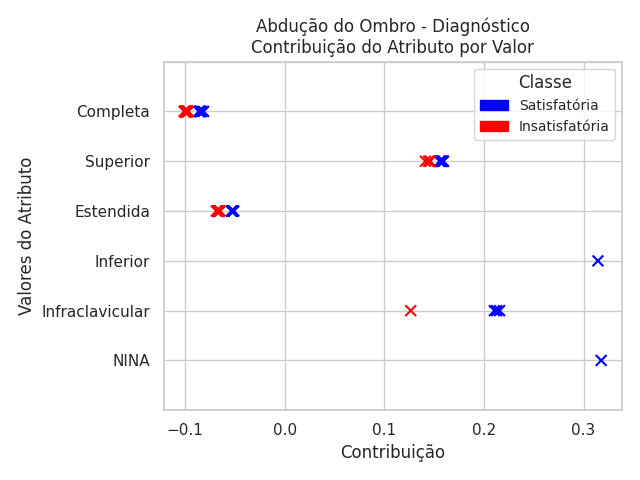 Abdução do Ombro - Diagnóstico
Contribuição do Atributo por Valor
Classe
Satisfatória
Insatisfatória
Valores do Atributo
Completa
Superior
Estendida
Inferior
Infraclavicular
NINA
−0.1
0.0
0.1
0.2
0.3
Contribuição